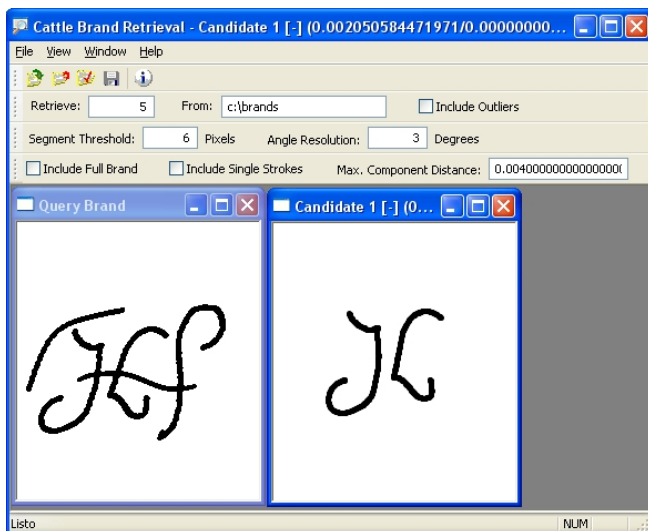 Cattle Brand Retrieval - Candidate 1 [-] (0.002050584471971/0.00000000...
File View Window Help
Retrieve: 5 From: c:\brands Include Outliers
Segment Threshold: 6 Pixels Angle Resolution: 3 Degrees
Include Full Brand Include Single Strokes Max. Component Distance: 0.00400000000000000(
Query Brand
Candidate 1 [-] (0...
Listo NUM